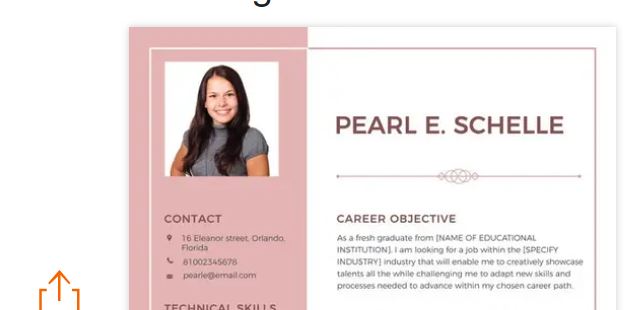 PEARL E. SCHELLE
CONTACT
16 Eleanor street, Orlando,
Florida
81002345678
pearle@email.com
TECHNICAL SKILLS
CAREER OBJECTIVE
As a fresh graduate from [NAME OF EDUCATIONAL
INSTITUTION]. I am looking for a job within the [SPECIFY
INDUSTRY] industry that will enable me to creatively showcase
talents all the while challenging me to adapt new skills and
processes needed to advance within my chosen career path.